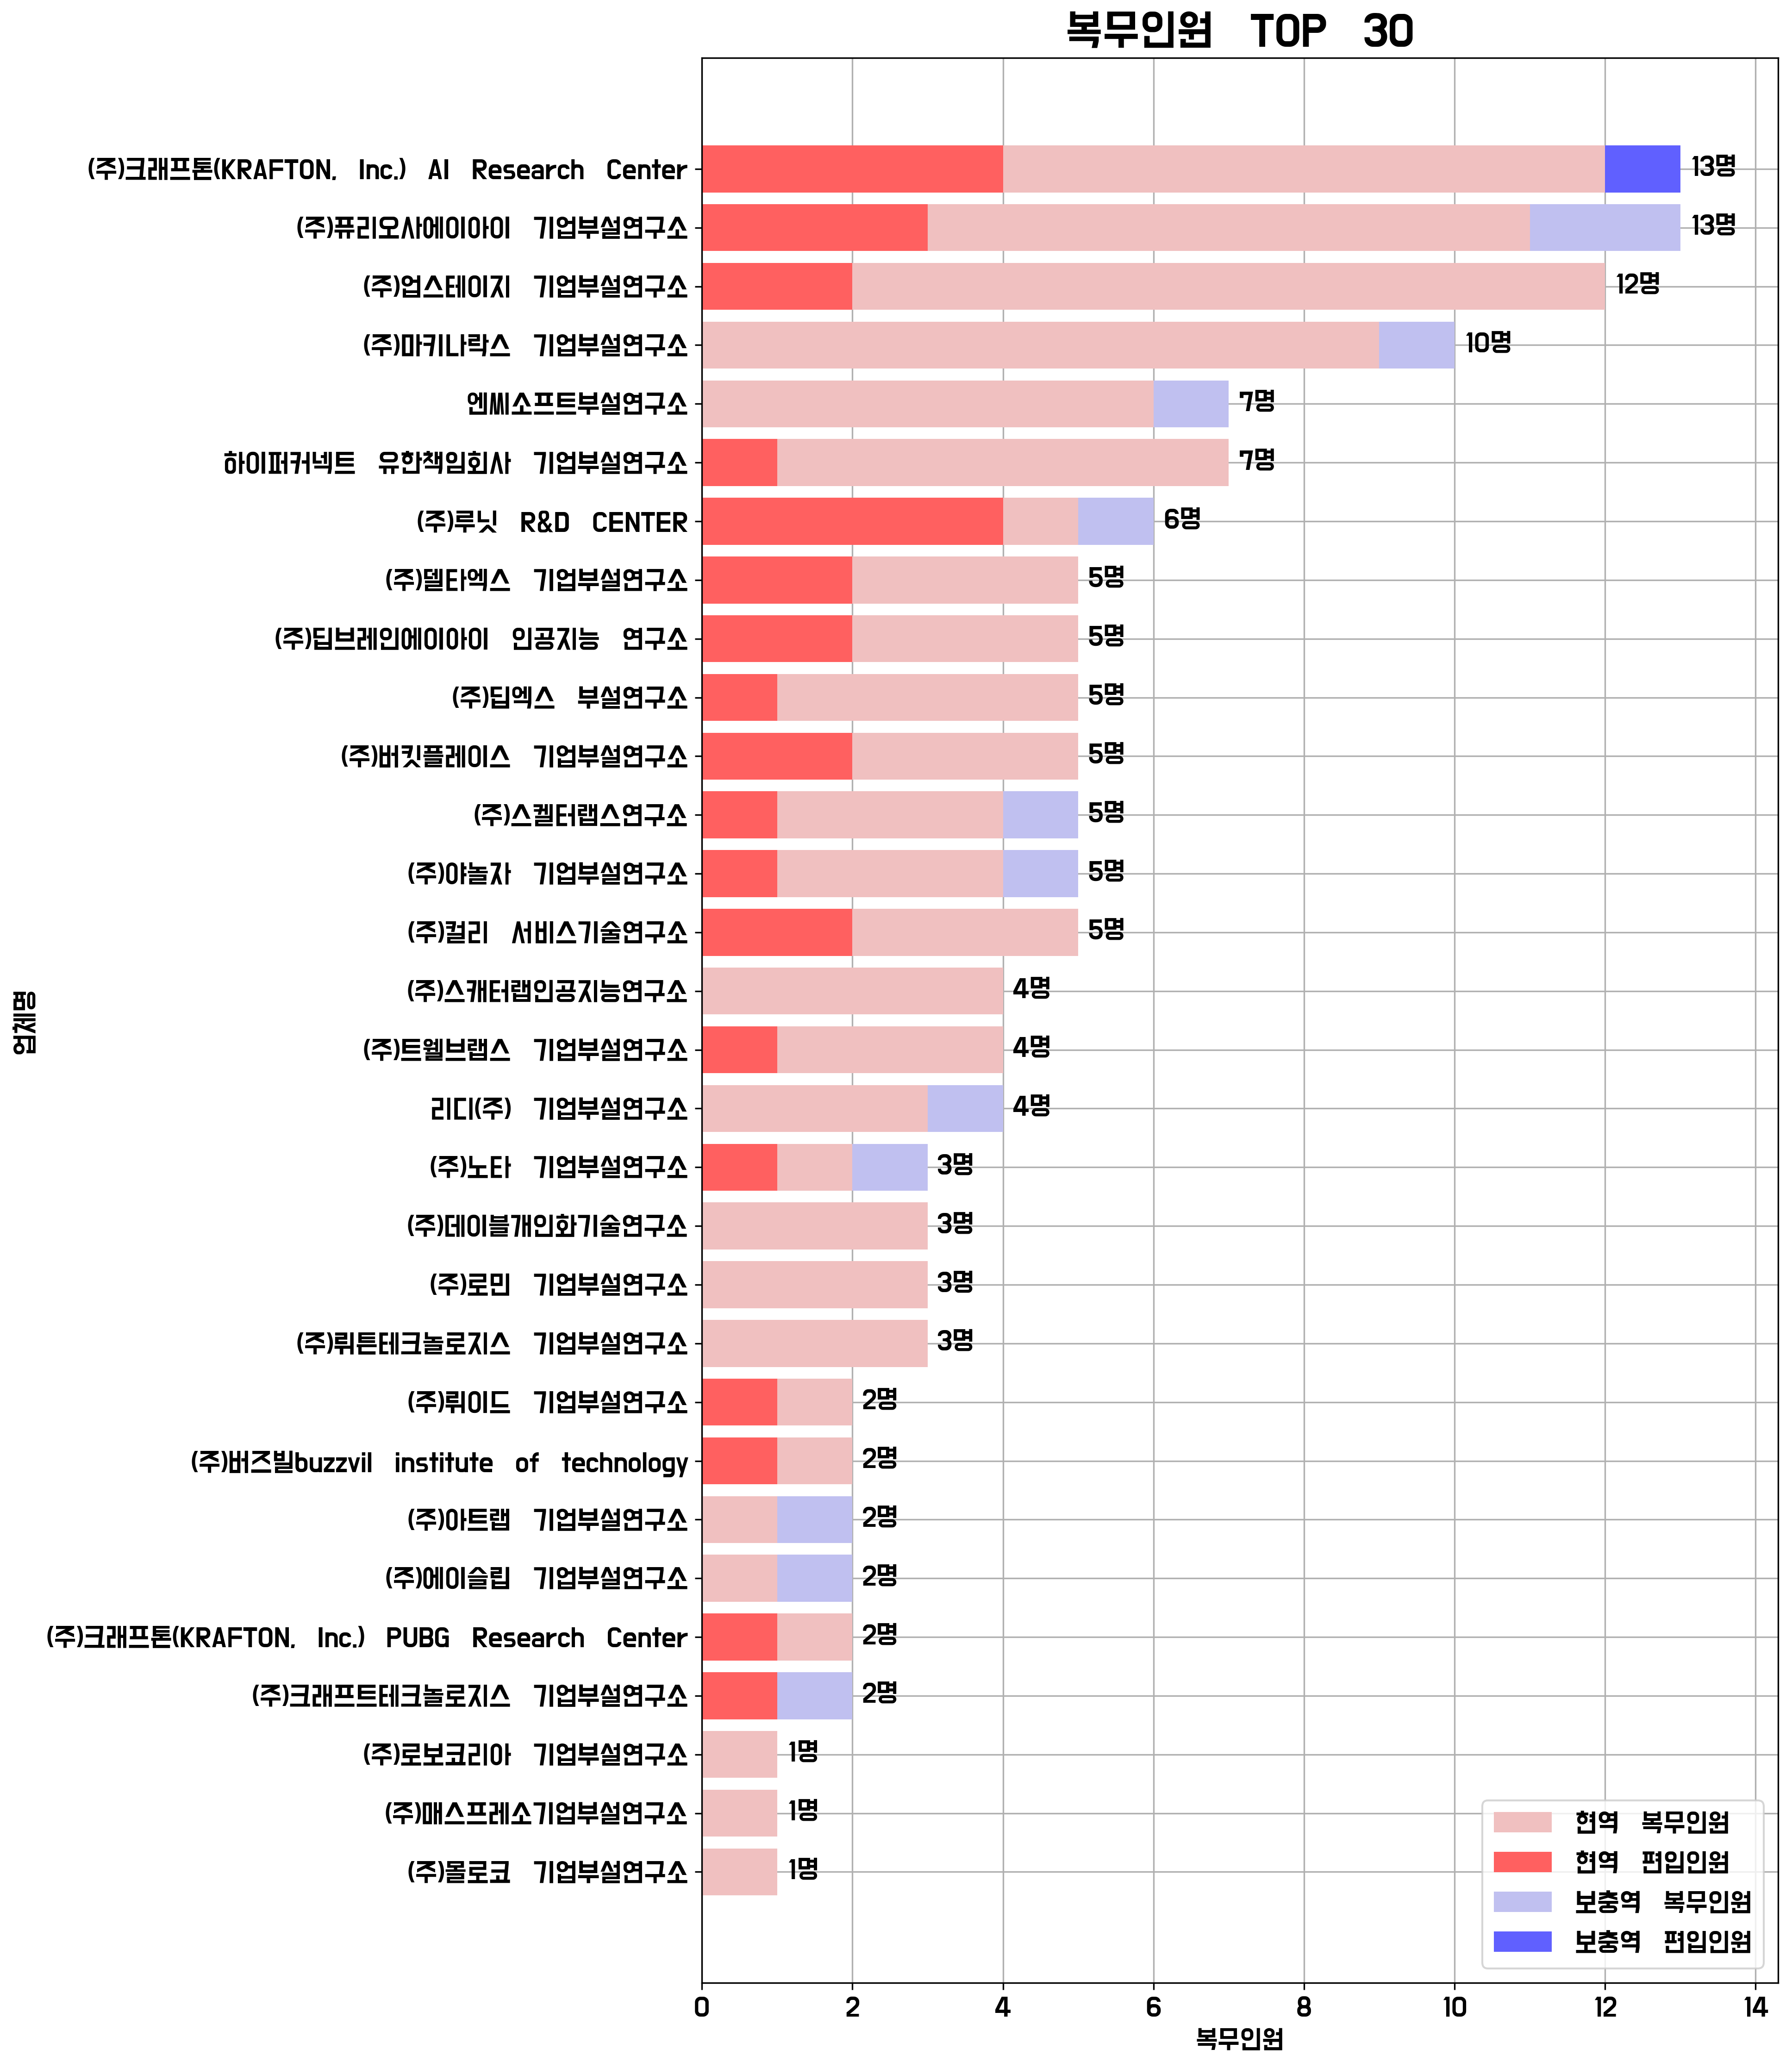 복무인원 TOP 30
(주)크래프톤(KRAFTON, Inc.) AI Research Center
13명
(주)퓨리오사에이아이 기업부설연구소
13명
(주)업스테이지 기업부설연구소
12명
(주)마키나락스 기업부설연구소
10명
엔씨소프트부설연구소
7명
하이퍼커넥트 유한책임회사 기업부설연구소
7명
(주)루닛 R&D CENTER
6명
(주)델타엑스 기업부설연구소
5명
(주)딥브레인에이아이 인공지능 연구소
5명
(주)딥엑스 부설연구소
5명
(주)버킷플레이스 기업부설연구소
5명
(주)스켈터랩스연구소
5명
(주)야놀자 기업부설연구소
5명
(주)컬리 서비스기술연구소
5명
(주)스캐터랩인공지능연구소
4명
(주)트웰브랩스 기업부설연구소
4명
리디(주) 기업부설연구소
4명
(주)노타 기업부설연구소
3명
(주)데이블개인화기술연구소
3명
(주)로민 기업부설연구소
3명
(주)뤼튼테크놀로지스 기업부설연구소
3명
(주)뤼이드 기업부설연구소
2명
(주)버즈빌buzzvil institute of technology
2명
(주)아트랩 기업부설연구소
2명
(주)에이슬립 기업부설연구소
2명
(주)크래프톤(KRAFTON, Inc.) PUBG Research Center
2명
(주)크래프트테크놀로지스 기업부설연구소
2명
(주)로보코리아 기업부설연구소
1명
(주)매스프레소기업부설연구소
1명
(주)몰로코 기업부설연구소
1명
업체명
현역 복무인원
현역 편입인원
보충역 복무인원
보충역 편입인원
0 2 4 6 8 10 12 14
복무인원